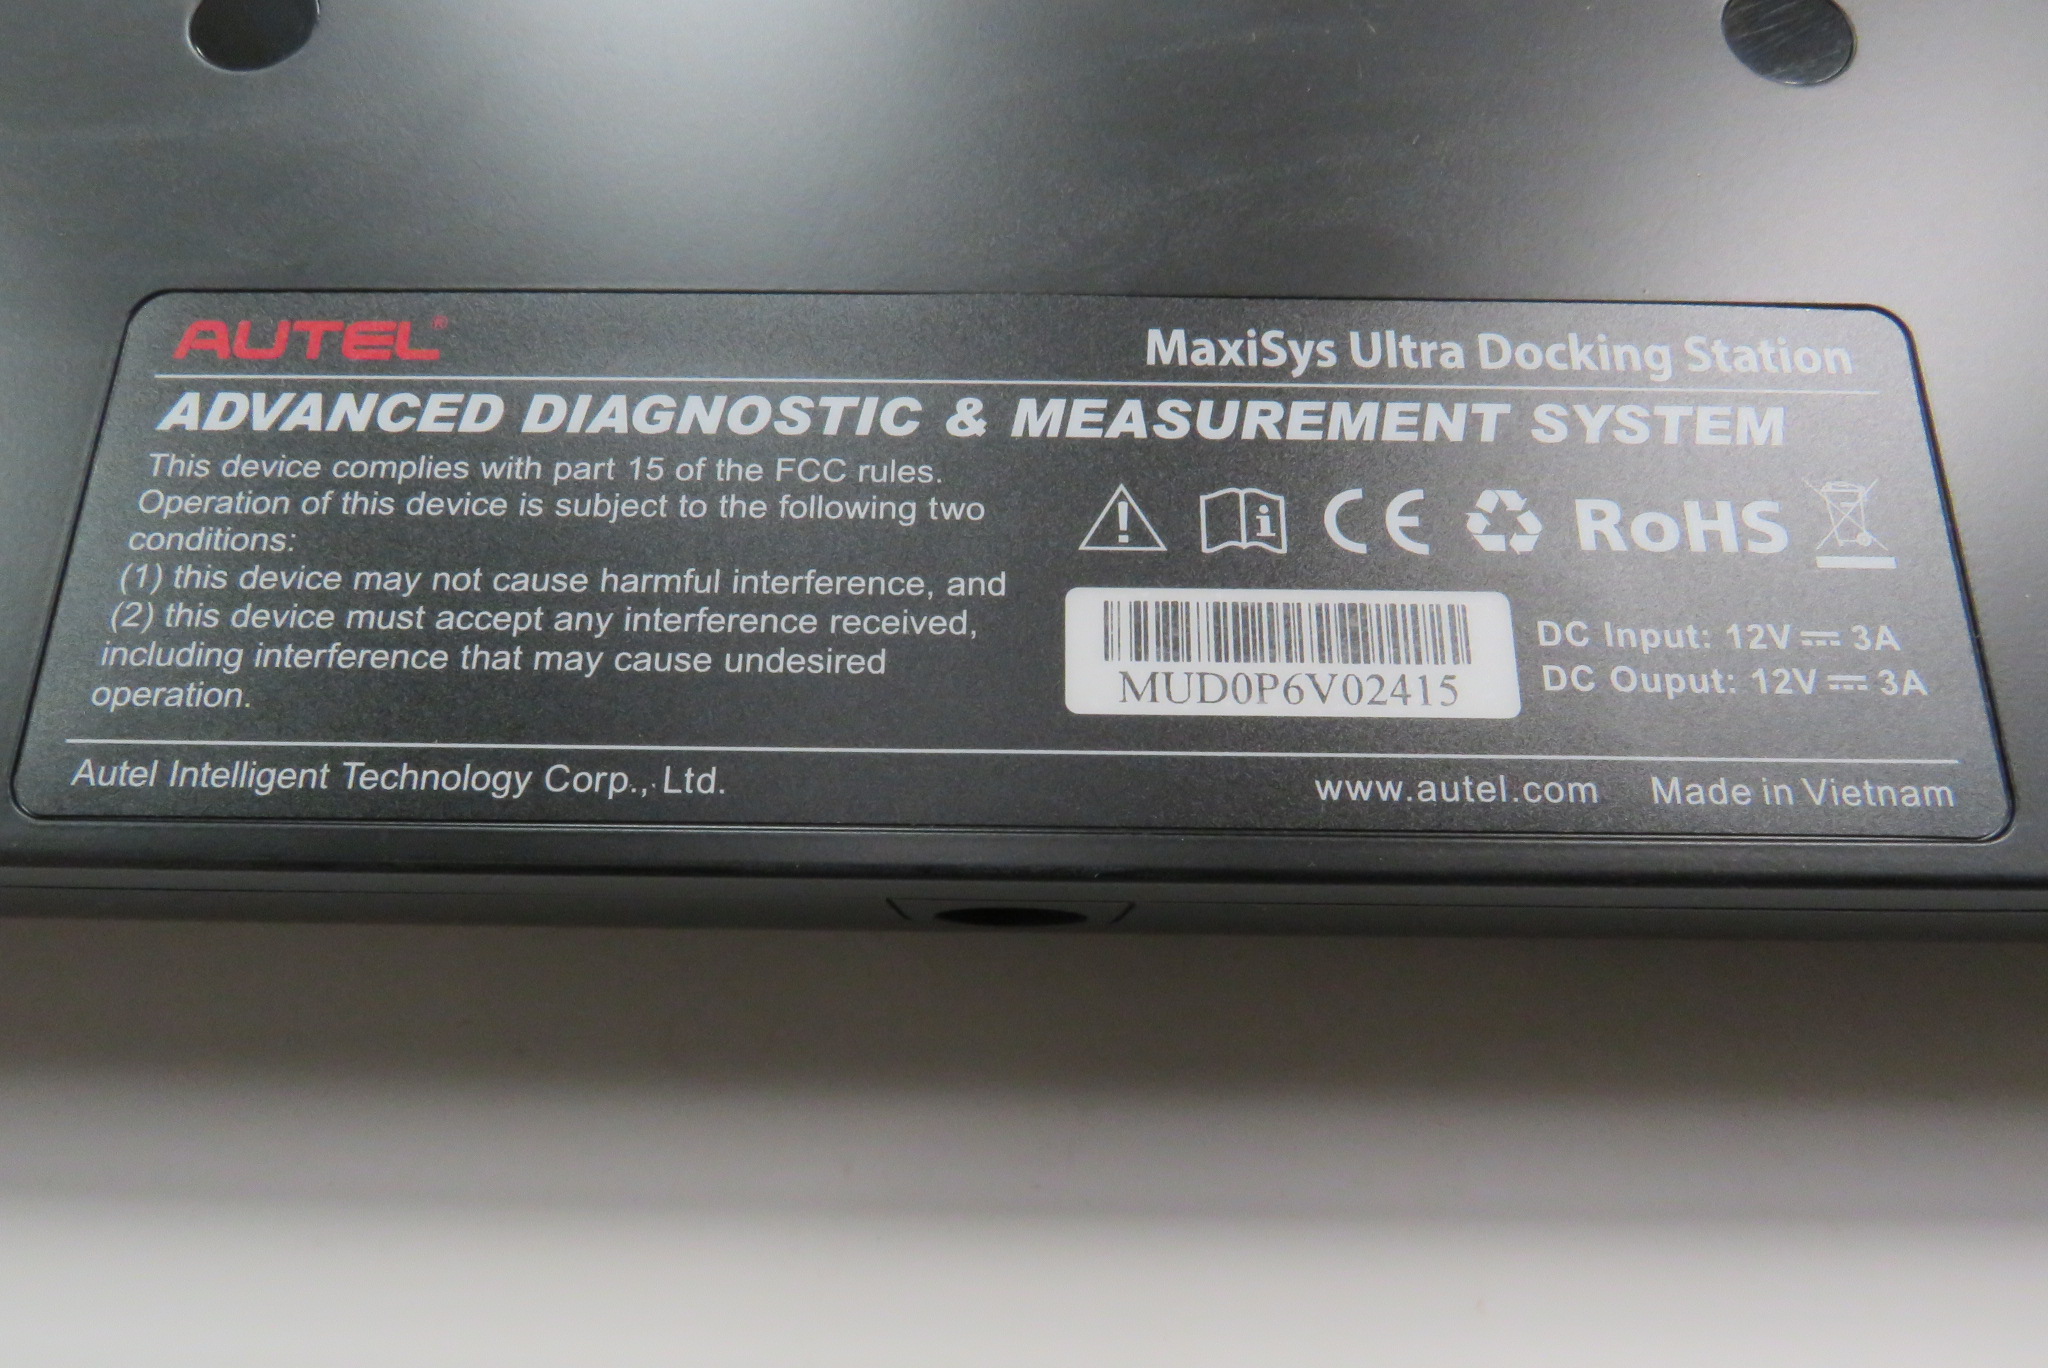 AUTEL®
MaxiSys Ultra Docking Station
ADVANCED DIAGNOSTIC & MEASUREMENT SYSTEM
This device complies with part 15 of the FCC rules.
Operation of this device is subject to the following two
conditions:
(1) this device may not cause harmful interference, and
(2) this device must accept any interference received,
including interference that may cause undesired
operation.
CE RoHS
MUD0P6V02415
DC Input: 12V⎓3A
DC Ouput: 12V⎓3A
Autel Intelligent Technology Corp., Ltd.
www.autel.com Made in Vietnam